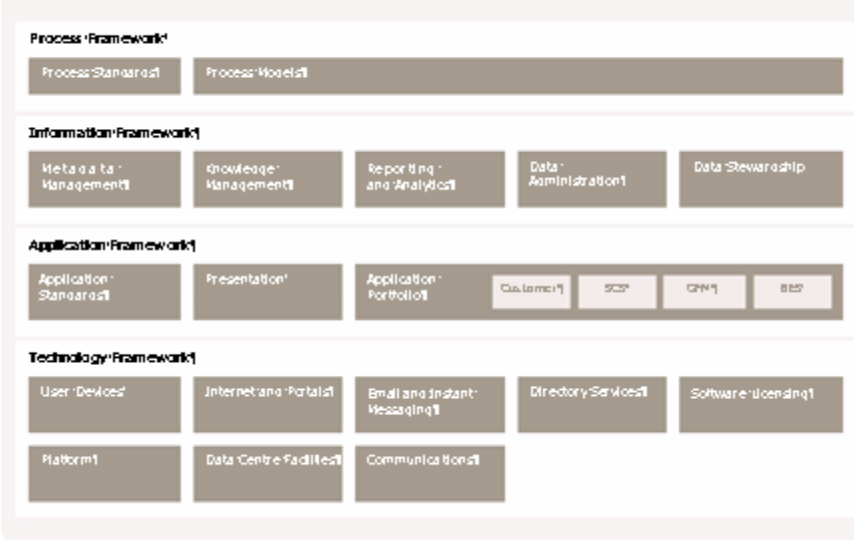 Process Framework
Process Standards¶
Process Models¶
Information Framework¶
Metadata
Management¶
Knowledge
Management¶
Reporting
and Analytics¶
Data
Administration¶
Data Stewardship
Application Framework¶
Application
Standards¶
Presentation
Application
Portfolio¶
Customer¶
Technology Framework¶
User Devices
Internet and Portals¶
Email and Instant
Messaging¶
Directory Services¶
Software Licensing¶
Platform¶
Data Centre Facilities¶
Communications¶